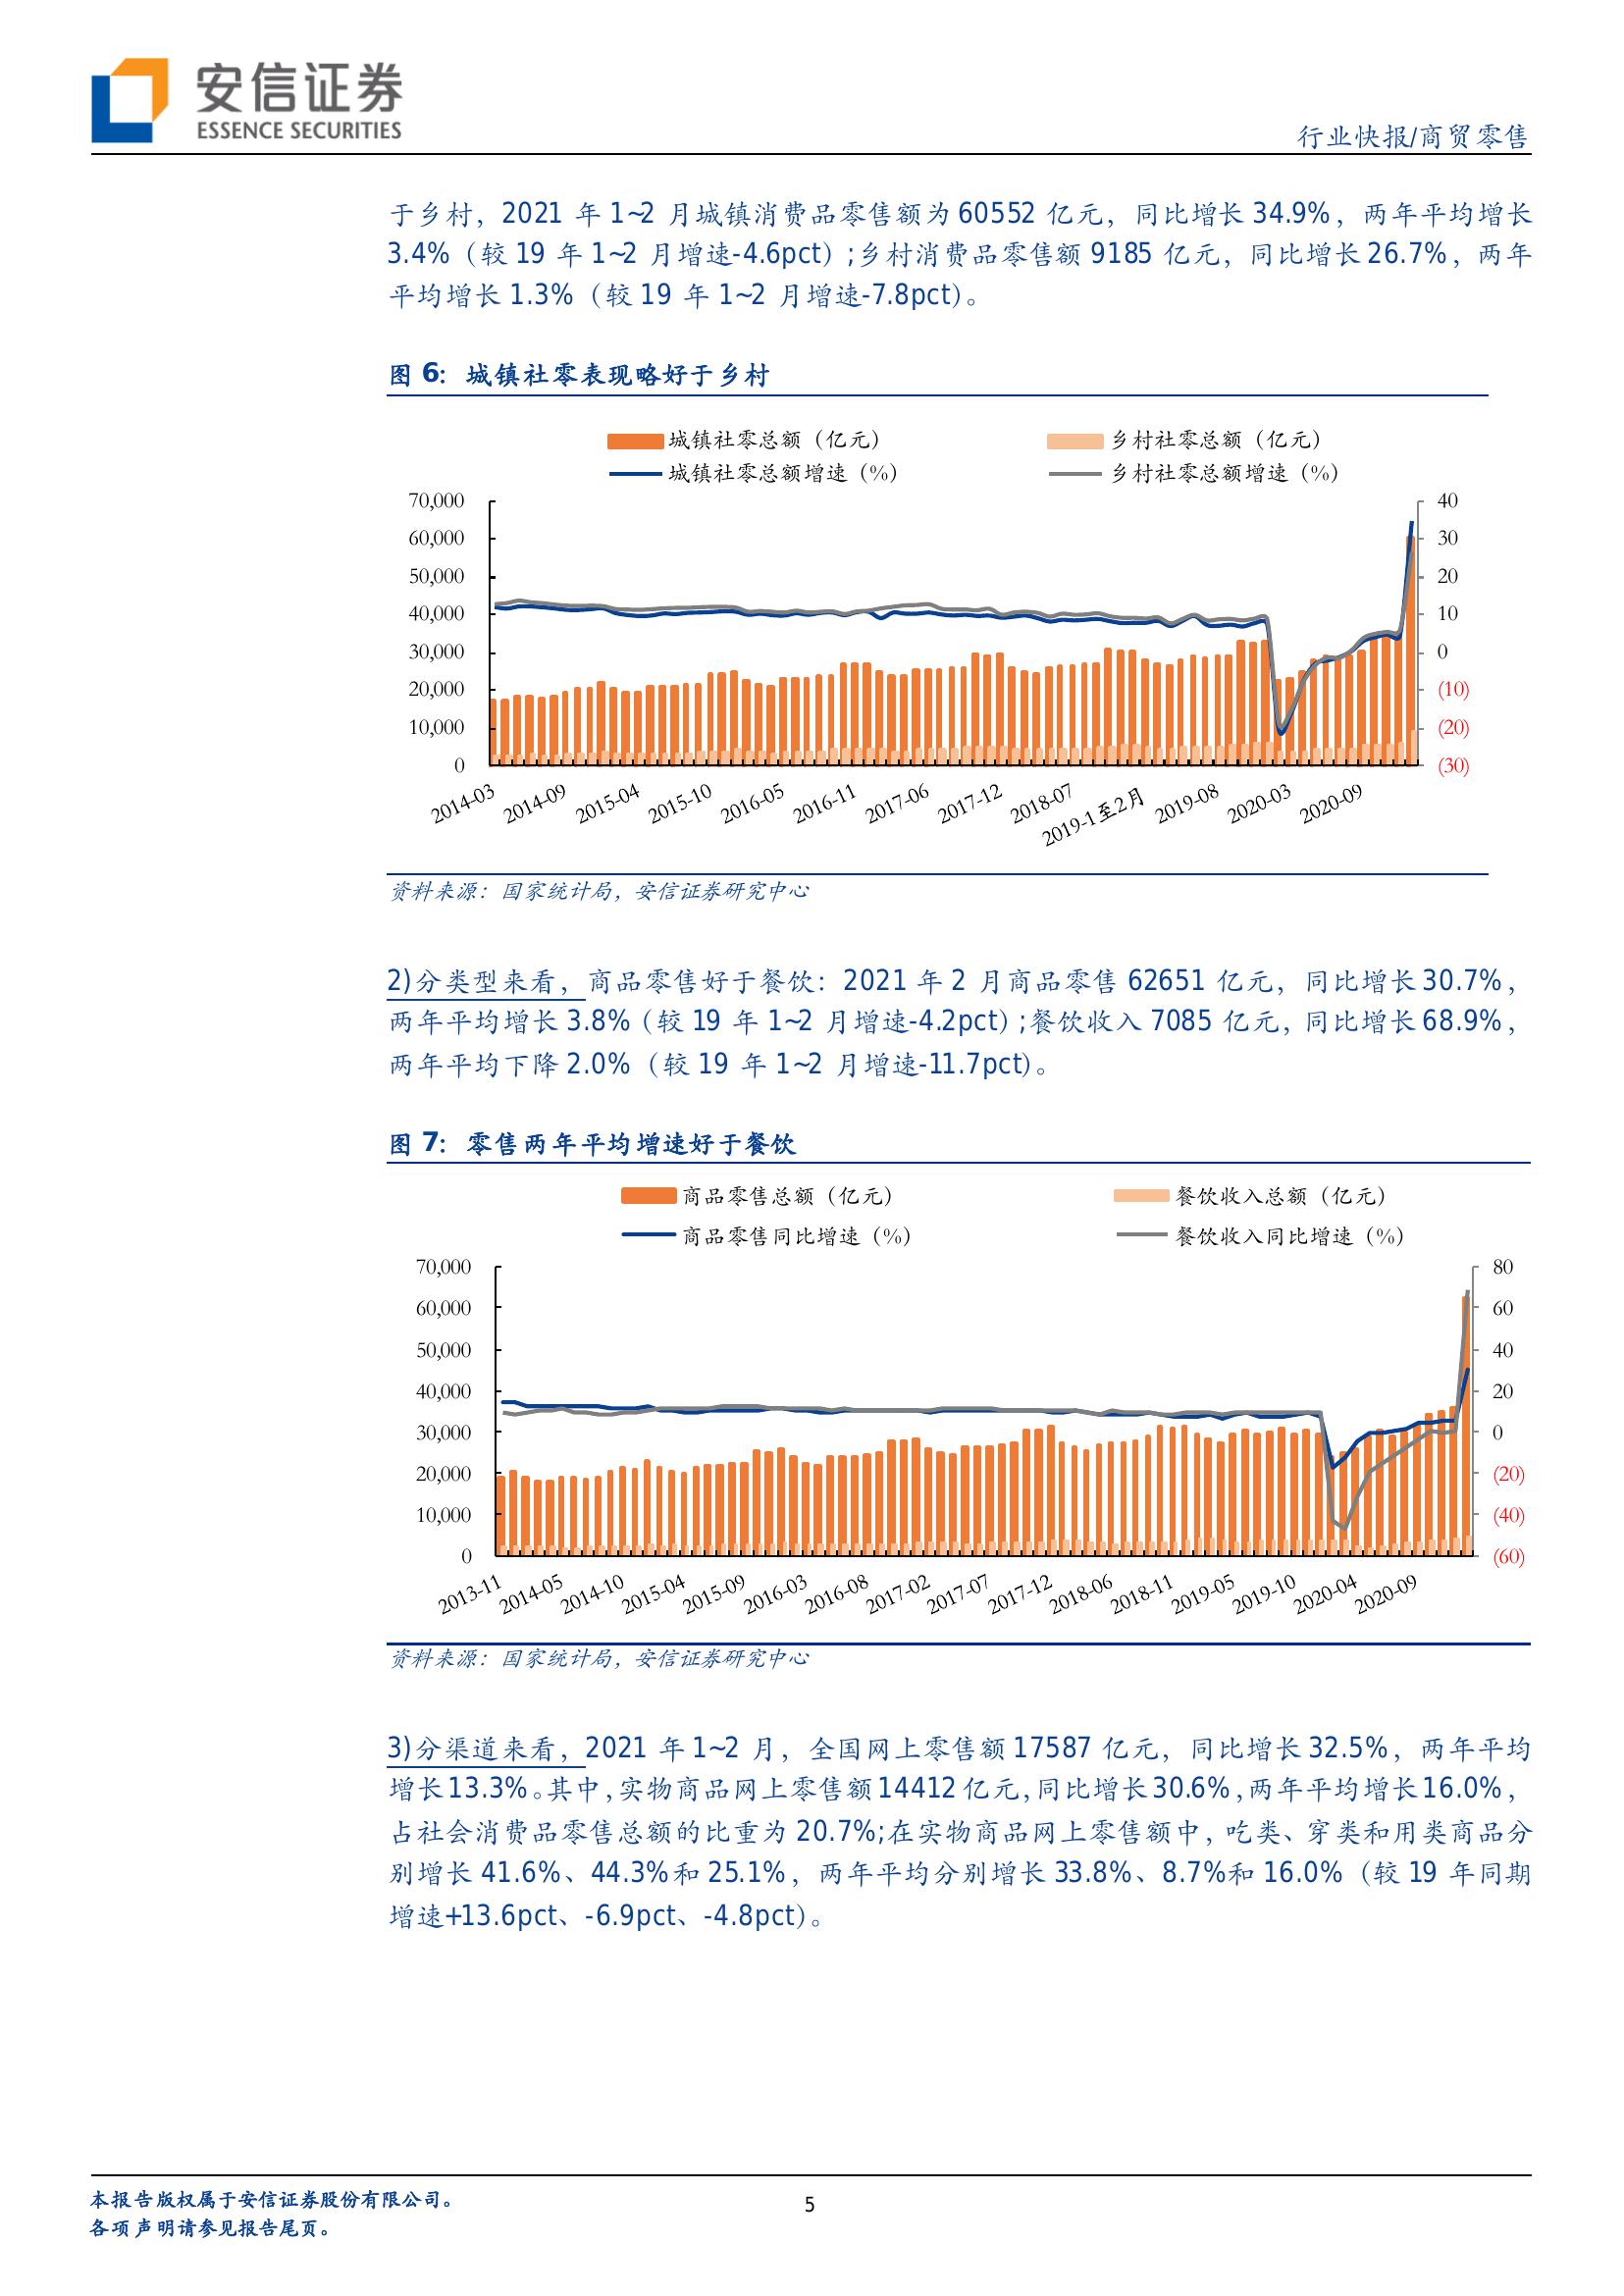 安信证券
ESSENCE SECURITIES
行业快报/商贸零售
于乡村，2021 年 1~2 月城镇消费品零售额为 60552 亿元，同比增长 34.9%，两年平均增长
3.4%（较 19 年 1~2 月增速-4.6pct）;乡村消费品零售额 9185 亿元，同比增长 26.7%，两年
平均增长 1.3%（较 19 年 1~2 月增速-7.8pct）。
图 6：城镇社零表现略好于乡村
城镇社零总额（亿元） 乡村社零总额（亿元）
城镇社零总额增速（%） 乡村社零总额增速（%）
70,000 40
60,000 30
50,000 20
40,000 10
30,000 0
20,000 (10)
10,000 (20)
0 (30)
2014-03 2014-09 2015-04 2015-10 2016-05 2016-11 2017-06 2017-12 2018-07 2019-1至2月 2019-08 2020-03 2020-09
资料来源：国家统计局，安信证券研究中心
2)分类型来看，商品零售好于餐饮：2021 年 2 月商品零售 62651 亿元，同比增长 30.7%，
两年平均增长 3.8%（较 19 年 1~2 月增速-4.2pct）;餐饮收入 7085 亿元，同比增长 68.9%，
两年平均下降 2.0%（较 19 年 1~2 月增速-11.7pct）。
图 7：零售两年平均增速好于餐饮
商品零售总额（亿元） 餐饮收入总额（亿元）
商品零售同比增速（%） 餐饮收入同比增速（%）
70,000 80
60,000 60
50,000 40
40,000 20
30,000 0
20,000 (20)
10,000 (40)
0 (60)
2013-11 2014-05 2014-10 2015-04 2015-09 2016-03 2016-08 2017-02 2017-07 2017-12 2018-06 2018-11 2019-05 2019-10 2020-04 2020-09
资料来源：国家统计局，安信证券研究中心
3)分渠道来看，2021 年 1~2 月，全国网上零售额 17587 亿元，同比增长 32.5%，两年平均
增长 13.3%。其中，实物商品网上零售额 14412 亿元，同比增长 30.6%，两年平均增长 16.0%，
占社会消费品零售总额的比重为 20.7%;在实物商品网上零售额中，吃类、穿类和用类商品分
别增长 41.6%、44.3%和 25.1%，两年平均分别增长 33.8%、8.7%和 16.0%（较 19 年同期
增速+13.6pct、-6.9pct、-4.8pct）。
本报告版权属于安信证券股份有限公司。
5
各项声明请参见报告尾页。